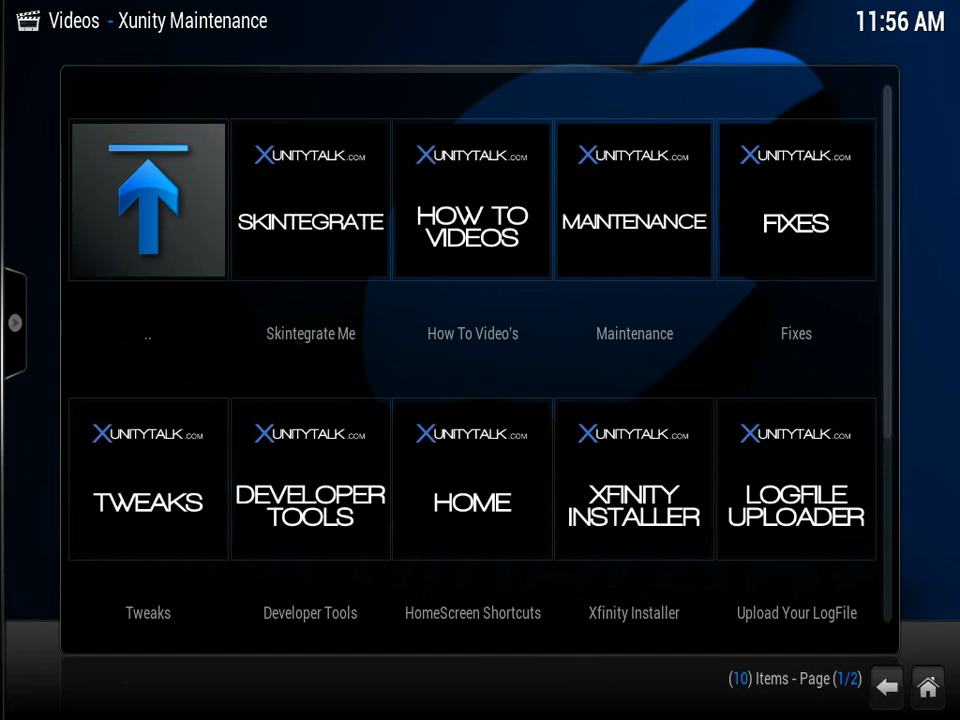 Videos - Xunity Maintenance
11:56 AM
XUNITYTALK.COM
SKINTEGRATE
XUNITYTALK.COM
HOW TO
VIDEOS
XUNITYTALK.COM
MAINTENANCE
XUNITYTALK.COM
FIXES
..
Skintegrate Me
How To Video's
Maintenance
Fixes
XUNITYTALK.COM
TWEAKS
XUNITYTALK.COM
DEVELOPER
TOOLS
XUNITYTALK.COM
HOME
XUNITYTALK.COM
XFINITY
INSTALLER
XUNITYTALK.COM
LOGFILE
UPLOADER
Tweaks
Developer Tools
HomeScreen Shortcuts
Xfinity Installer
Upload Your LogFile
(10) Items - Page (1/2)